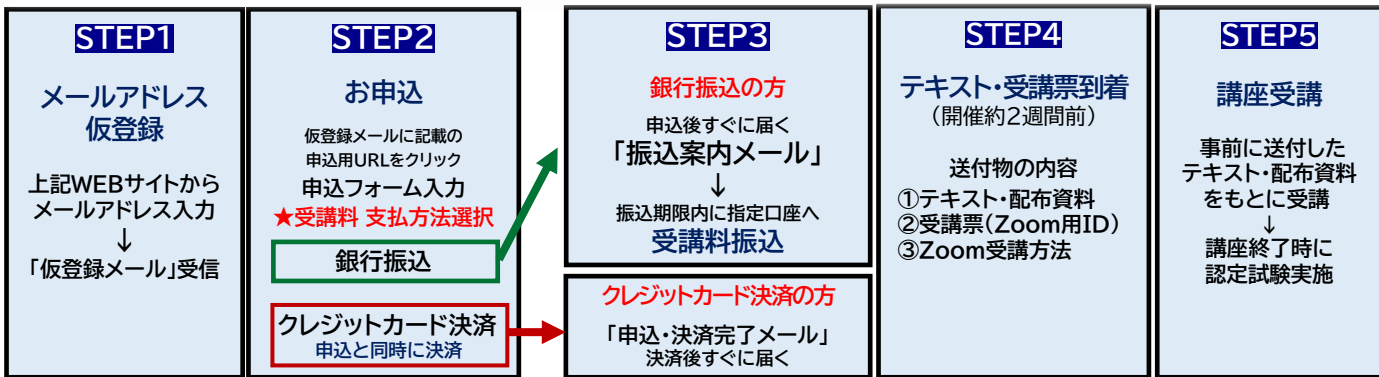 STEP1
メールアドレス
仮登録
上記WEBサイトから
メールアドレス入力
↓
「仮登録メール」受信
STEP2
お申込
仮登録メールに記載の
申込用URLをクリック
申込フォーム入力
★受講料 支払方法選択
銀行振込
クレジットカード決済
申込と同時に決済
STEP3
銀行振込の方
申込後すぐに届く
「振込案内メール」
↓
振込期限内に指定口座へ
受講料振込
クレジットカード決済の方
「申込・決済完了メール」
決済後すぐに届く
STEP4
テキスト・受講票到着
(開催約2週間前)
送付物の内容
①テキスト・配布資料
②受講票(Zoom用ID)
③Zoom受講方法
STEP5
講座受講
事前に送付した
テキスト・配布資料
をもとに受講
↓
講座終了時に
認定試験実施